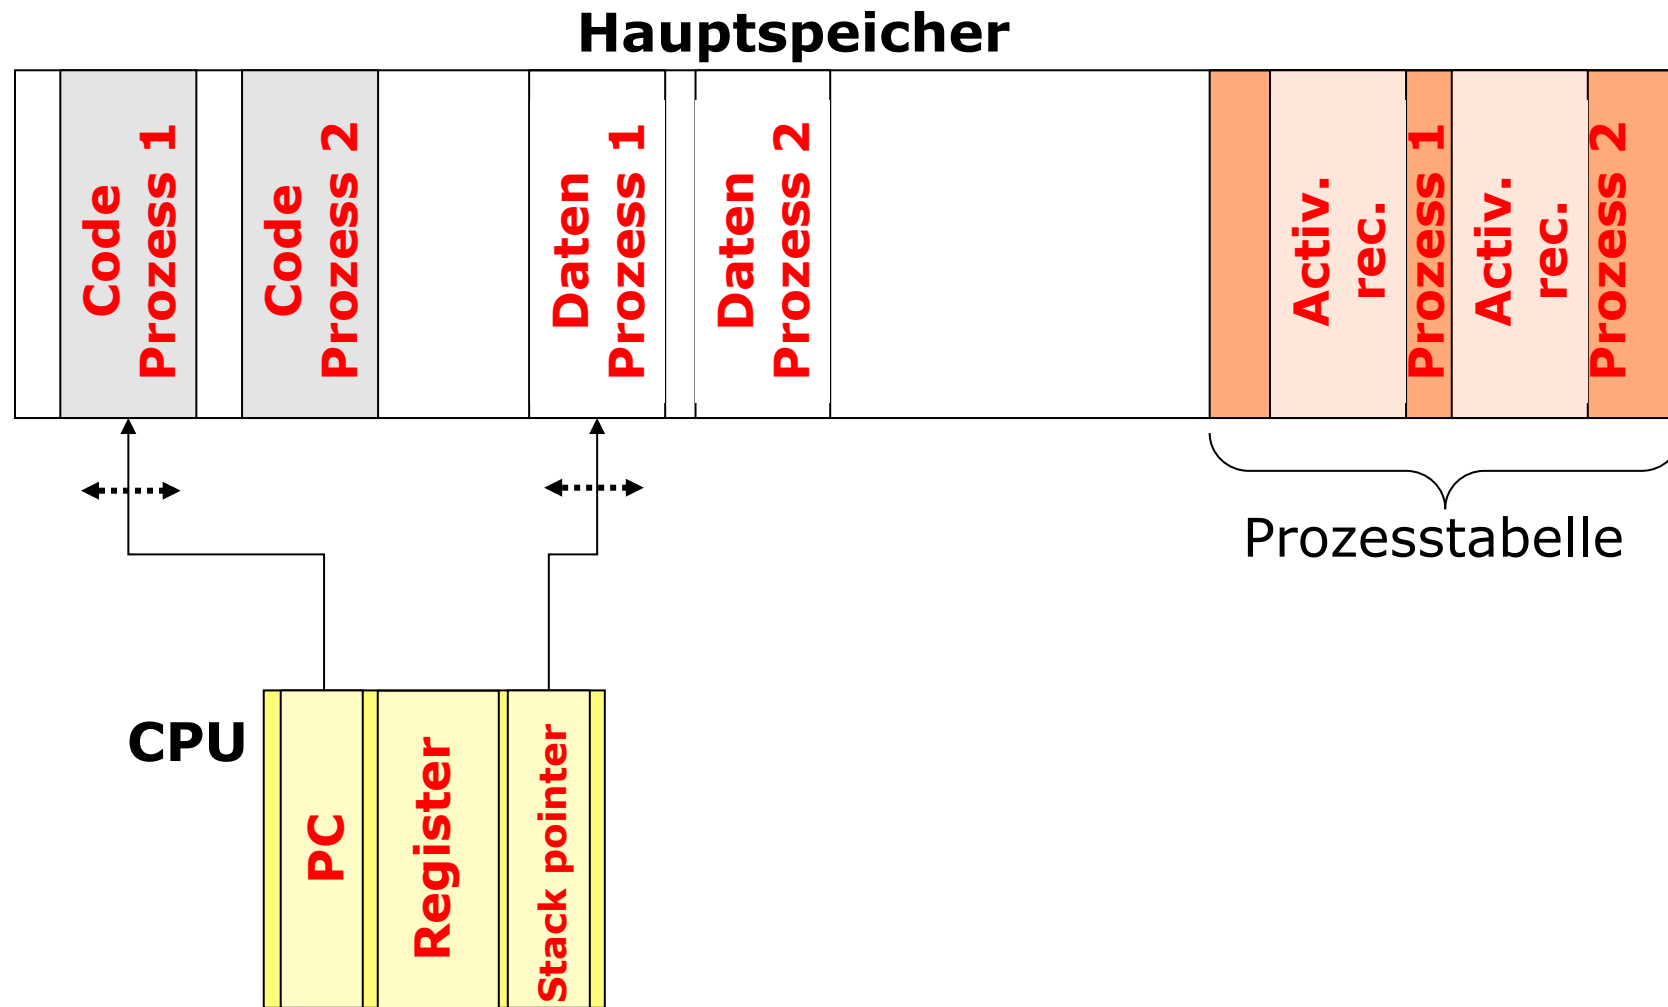 Hauptspeicher
Code
Prozess 1
Code
Prozess 2
Daten
Prozess 1
Daten
Prozess 2
Activ.
rec.
Prozess 1
Activ.
rec.
Prozess 2
Prozesstabelle
CPU
PC
Register
Stack pointer